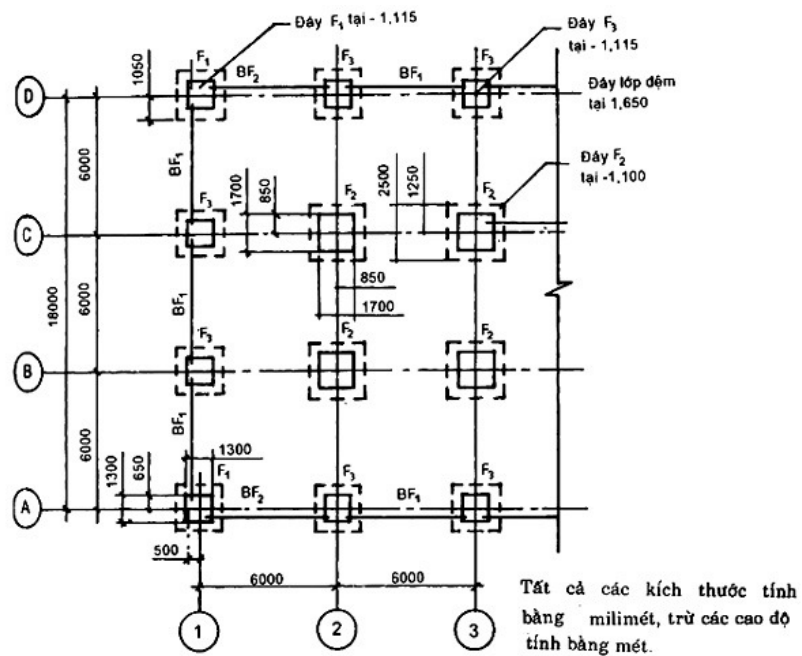 Đáy F1 tại - 1,115
Đáy F3
tại - 1,115
F1
F3
F3
1050
BF2
BF1
D
Đáy lớp đệm
tại 1,650
6000
BF1
1700
850
2500
1250
Đáy F2
tại -1,100
F3
F2
F2
C
850
1700
18000
6000
BF1
F3
F2
F2
B
6000
BF1
1300
650
1300
F1
F3
F3
BF2
BF1
A
500
6000
6000
1
2
3
Tất cả các kích thước tính
bằng milimét, trừ các cao độ
tính bằng mét.